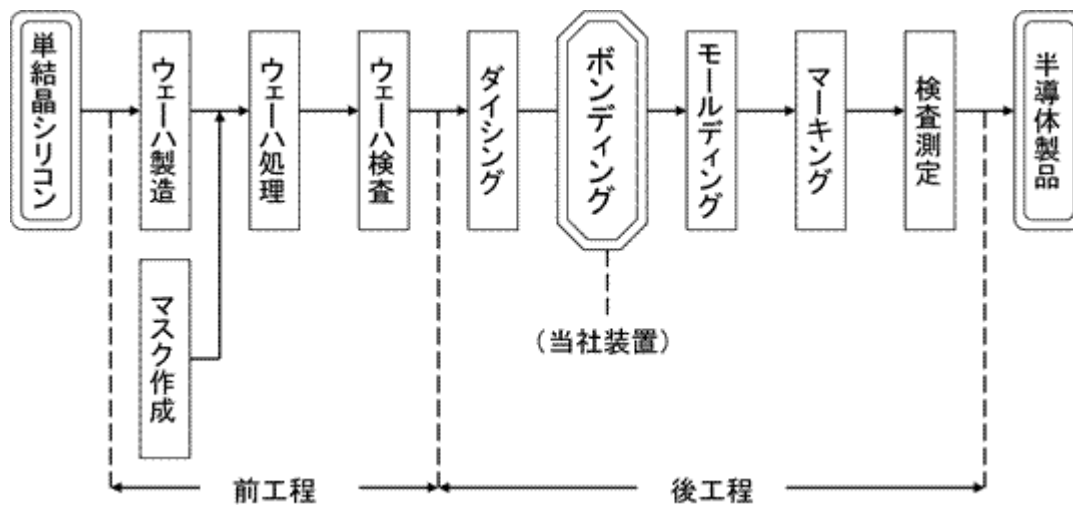 単結晶シリコン
ウェーハ製造
ウェーハ処理
ウェーハ検査
ダイシング
ボンディング
モールディング
マーキング
検査測定
半導体製品
マスク作成
（当社装置）
前工程
後工程